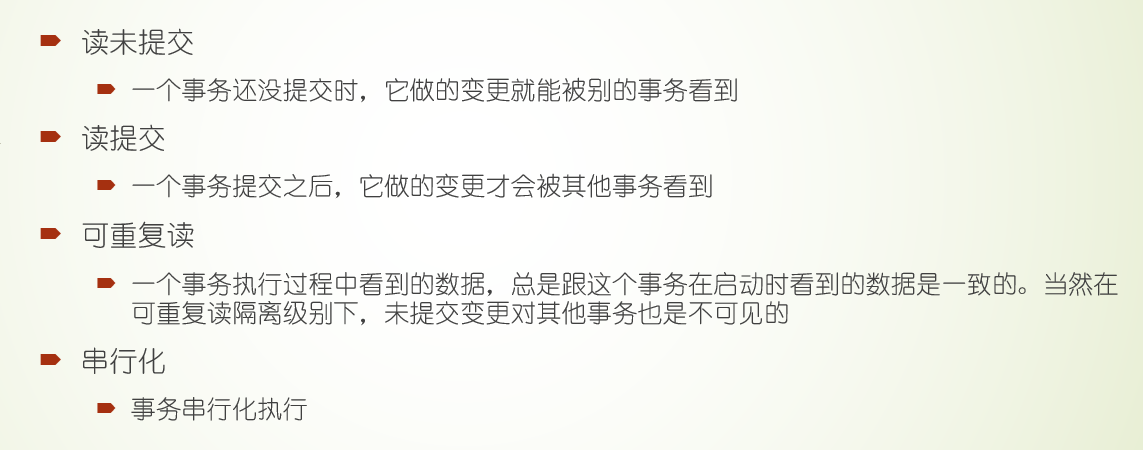 读未提交
一个事务还没提交时，它做的变更就能被别的事务看到
读提交
一个事务提交之后，它做的变更才会被其他事务看到
可重复读
一个事务执行过程中看到的数据，总是跟这个事务在启动时看到的数据是一致的。当然在
可重复读隔离级别下，未提交变更对其他事务也是不可见的
串行化
事务串行化执行